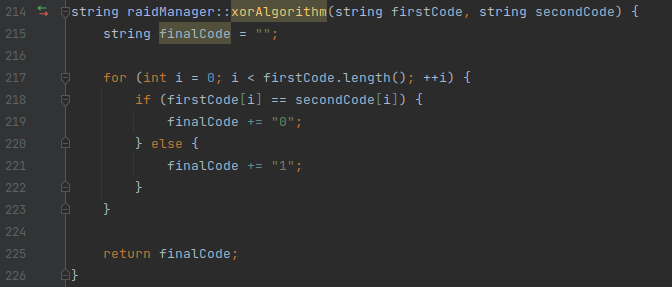 214 string raidManager::xorAlgorithm(string firstCode, string secondCode) {
215     string finalCode = "";
216
217     for (int i = 0; i < firstCode.length(); ++i) {
218         if (firstCode[i] == secondCode[i]) {
219             finalCode += "0";
220         } else {
221             finalCode += "1";
222         }
223     }
224
225     return finalCode;
226 }